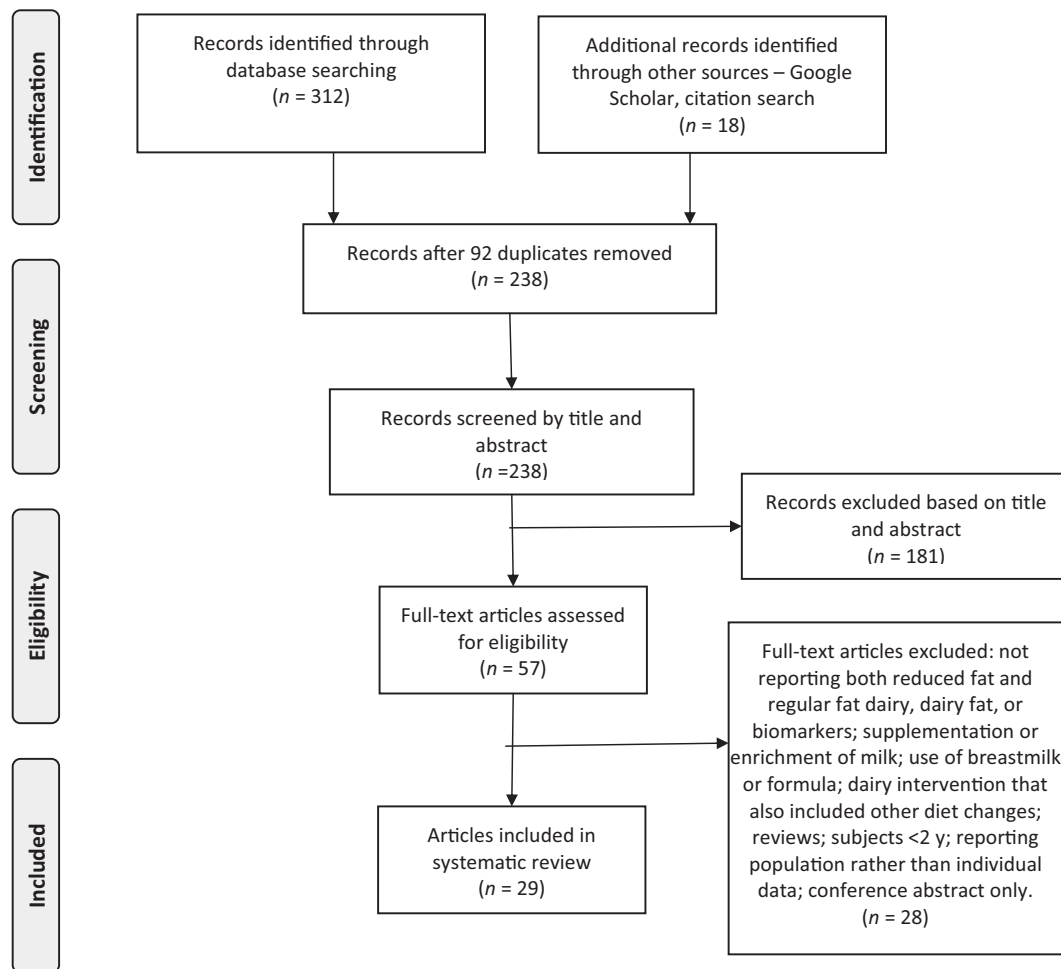 Identification
Records identified through
database searching
(n = 312)
Additional records identified
through other sources – Google
Scholar, citation search
(n = 18)
Screening
Records after 92 duplicates removed
(n = 238)
Records screened by title and
abstract
(n =238)
Records excluded based on title
and abstract
(n = 181)
Eligibility
Full-text articles assessed
for eligibility
(n = 57)
Full-text articles excluded: not
reporting both reduced fat and
regular fat dairy, dairy fat, or
biomarkers; supplementation or
enrichment of milk; use of breastmilk
or formula; dairy intervention that
also included other diet changes;
reviews; subjects <2 y; reporting
population rather than individual
data; conference abstract only.
(n = 28)
Included
Articles included in
systematic review
(n = 29)